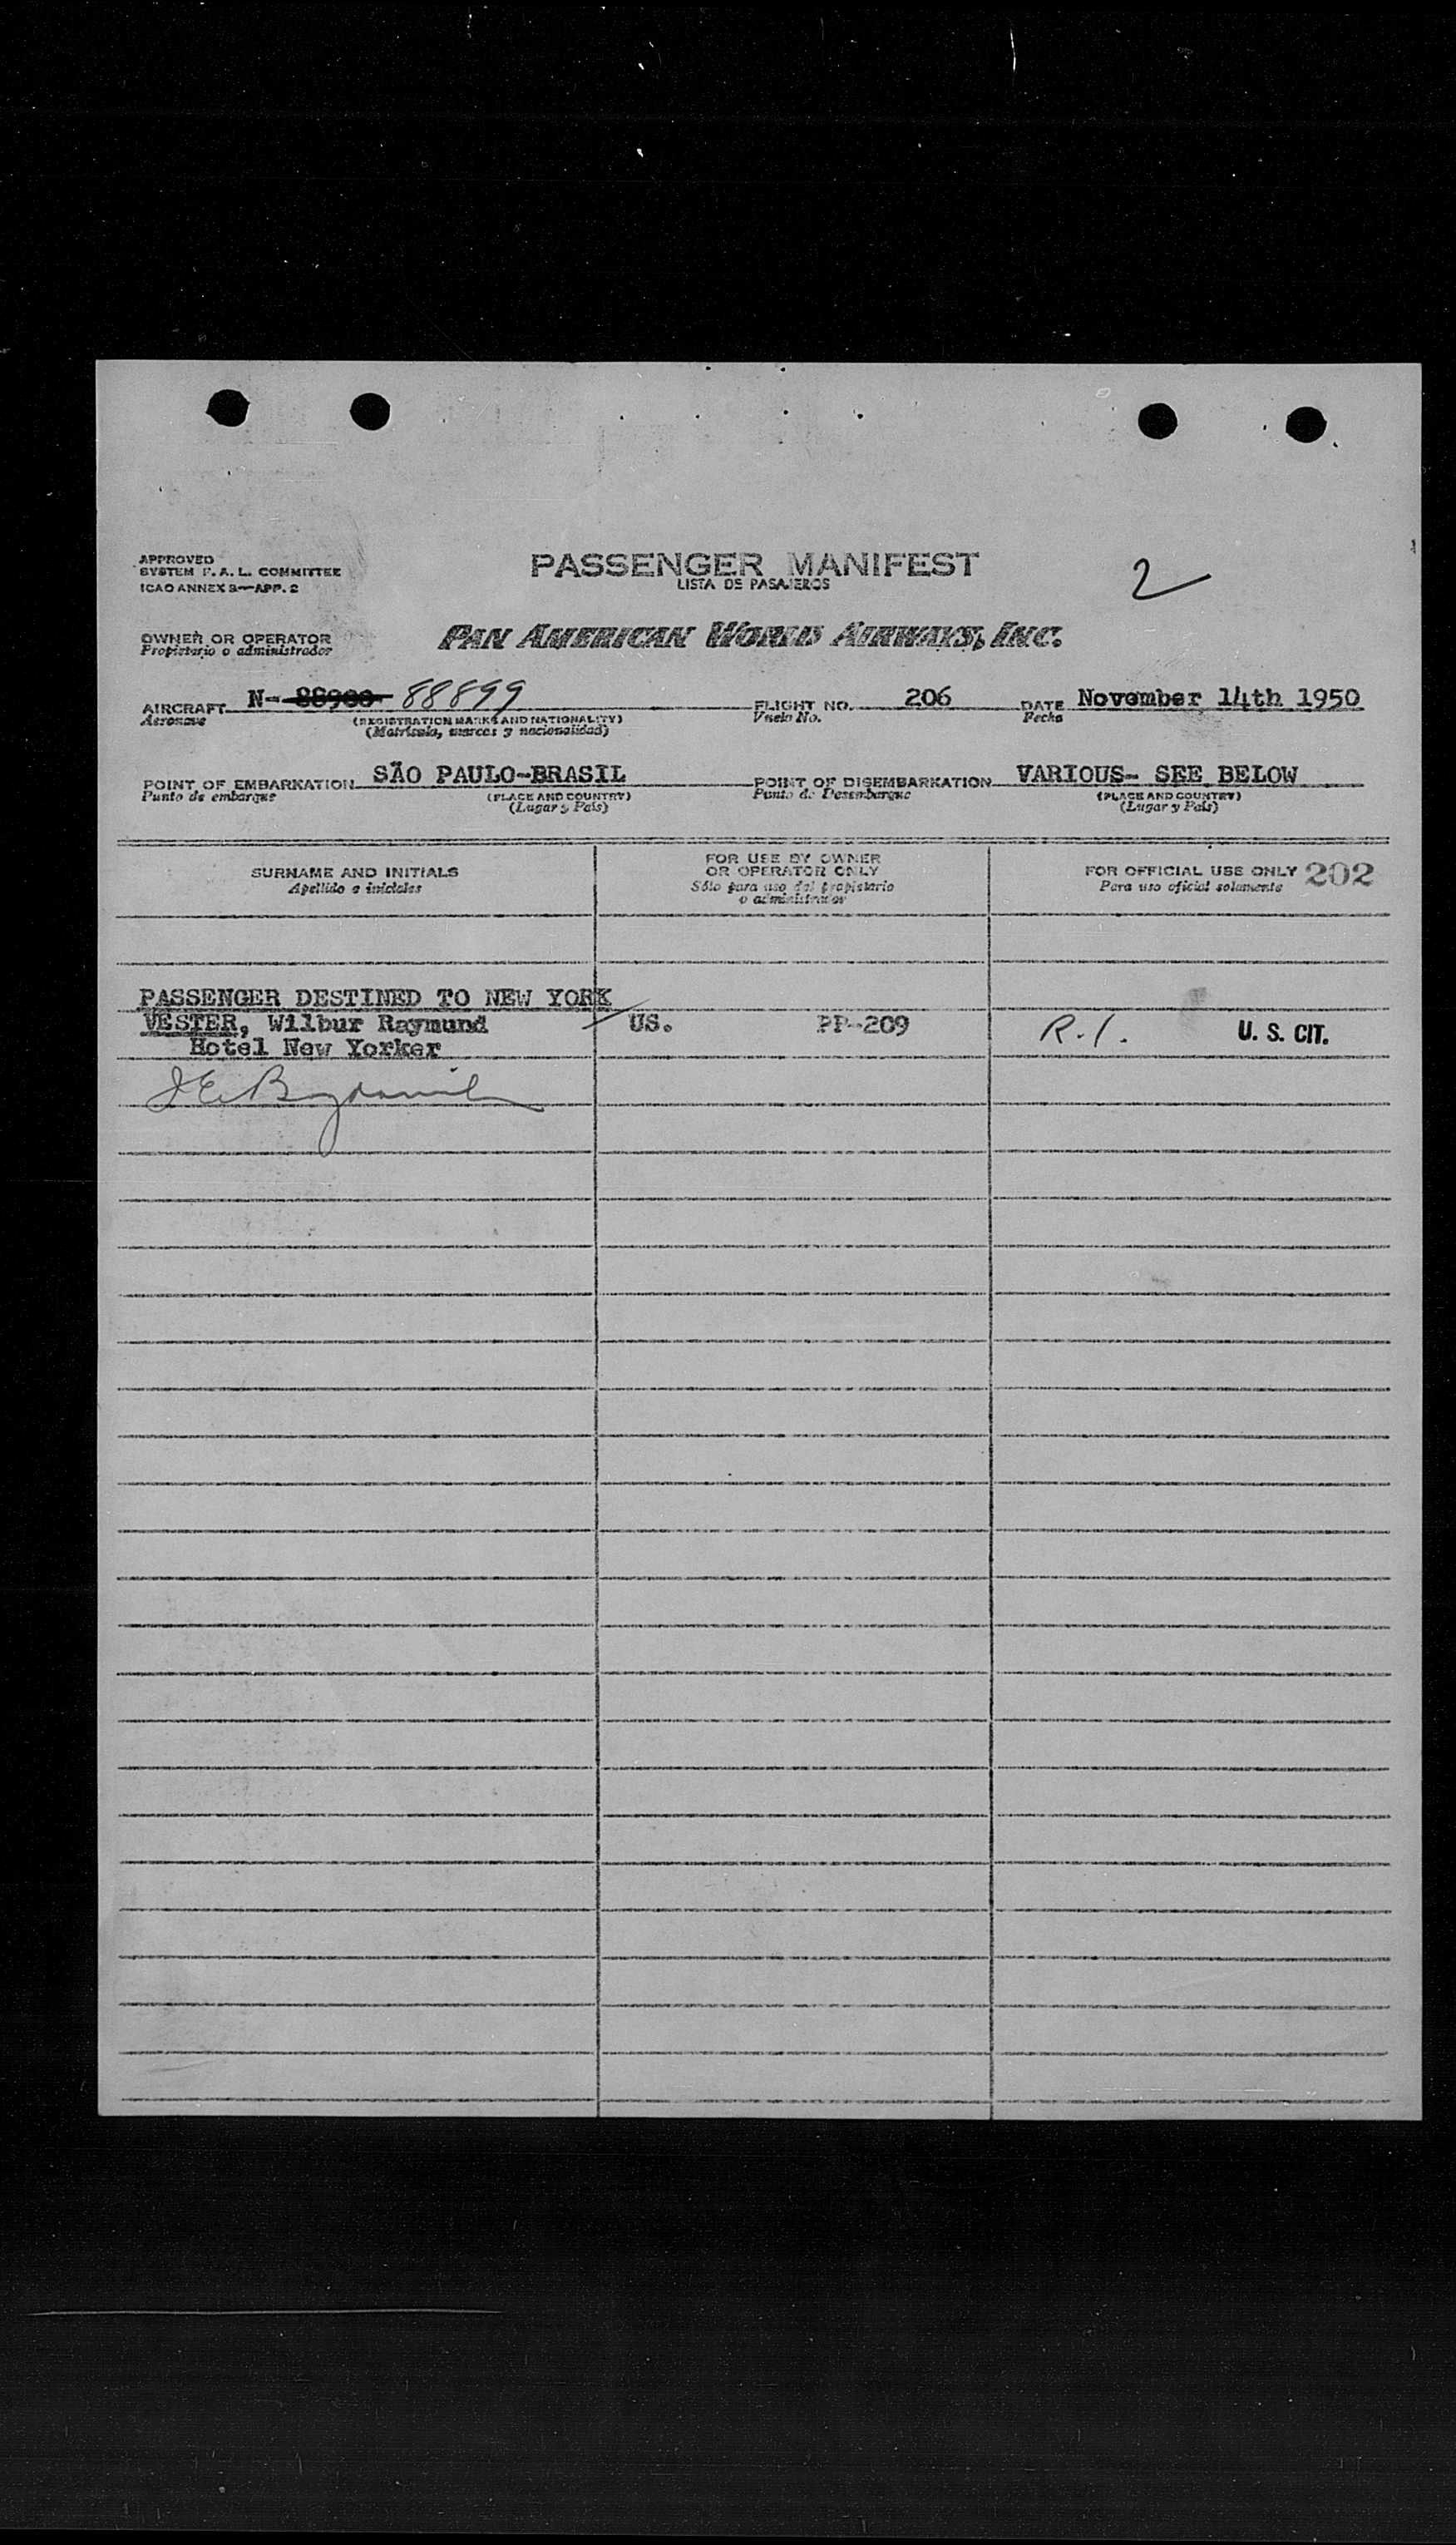 APPROVED
SYSTEM F. A. L. COMMITTEE
ICAO ANNEX 9—APP. 2
PASSENGER MANIFEST
LISTA DE PASAJEROS
2
OWNER OR OPERATOR
Propietario o administrador
PAN AMERICAN WORLD AIRWAYS, INC.
AIRCRAFT N- 88900 88899 FLIGHT NO. 206 DATE November 14th 1950
Aeronave (REGISTRATION MARKS AND NATIONALITY) Vuelo No. Fecha
(Matrícula, marcas y nacionalidad)
POINT OF EMBARKATION SÃO PAULO-BRASIL POINT OF DISEMBARKATION VARIOUS- SEE BELOW
Punto de embarque (PLACE AND COUNTRY) Punto de Desembarque (PLACE AND COUNTRY)
(Lugar y País) (Lugar y País)
SURNAME AND INITIALS
Apellido e iniciales
FOR USE BY OWNER
OR OPERATOR ONLY
Sólo para uso del propietario
o administrador
FOR OFFICIAL USE ONLY 202
Para uso oficial solamente
PASSENGER DESTINED TO NEW YORK
VESTER, Wilbur Raymund US. PP-209 R.1. U. S. CIT.
Hotel New Yorker